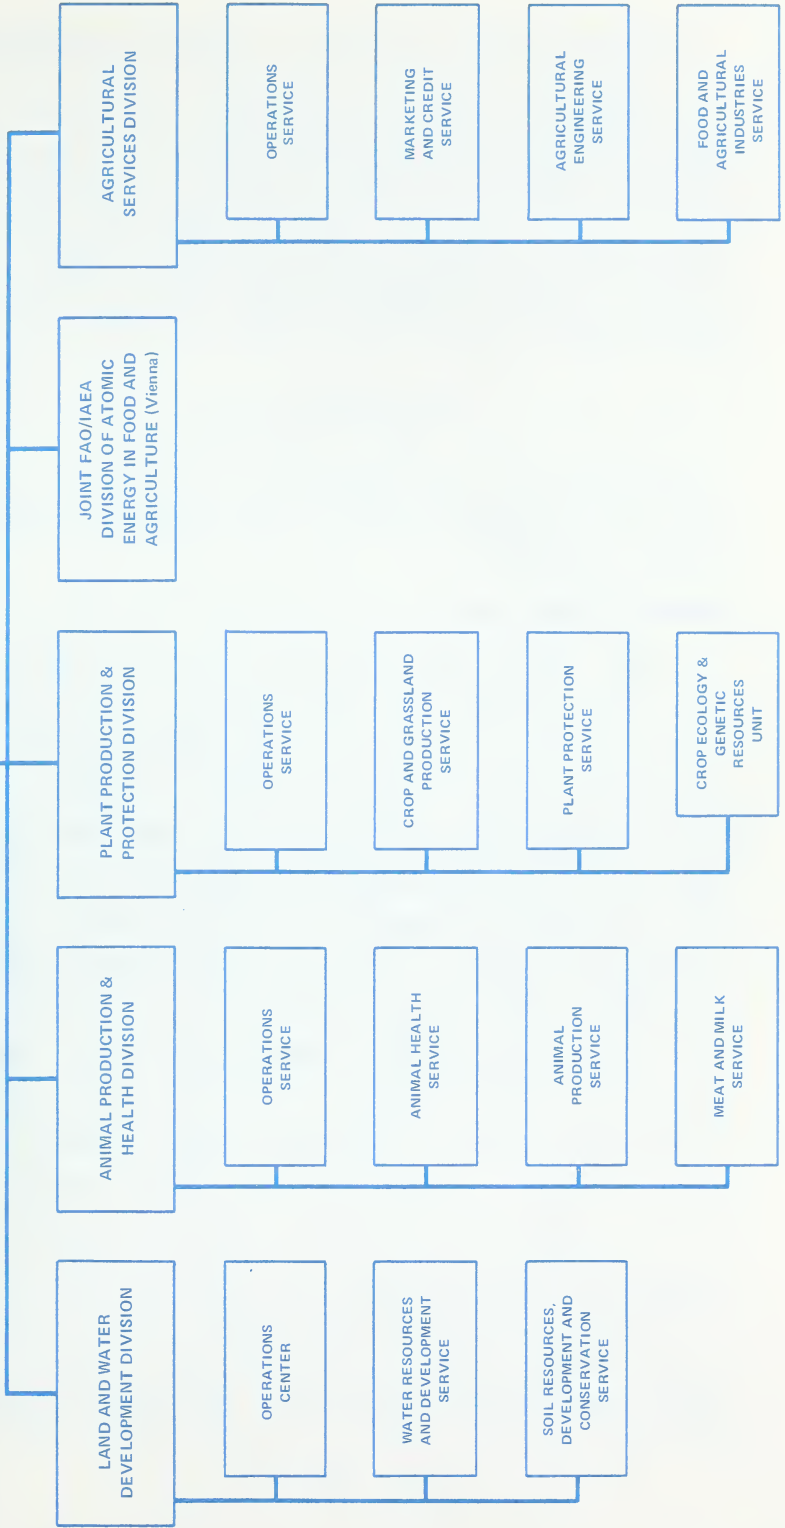 LAND AND WATER
DEVELOPMENT DIVISION
OPERATIONS
CENTER
WATER RESOURCES
AND DEVELOPMENT
SERVICE
SOIL RESOURCES,
DEVELOPMENT AND
CONSERVATION
SERVICE
ANIMAL PRODUCTION &
HEALTH DIVISION
OPERATIONS
SERVICE
ANIMAL HEALTH
SERVICE
ANIMAL
PRODUCTION
SERVICE
MEAT AND MILK
SERVICE
PLANT PRODUCTION &
PROTECTION DIVISION
OPERATIONS
SERVICE
CROP AND GRASSLAND
PRODUCTION
SERVICE
PLANT PROTECTION
SERVICE
CROP ECOLOGY &
GENETIC
RESOURCES
UNIT
JOINT FAO/IAEA
DIVISION OF ATOMIC
ENERGY IN FOOD AND
AGRICULTURE (Vienna)
AGRICULTURAL
SERVICES DIVISION
OPERATIONS
SERVICE
MARKETING
AND CREDIT
SERVICE
AGRICULTURAL
ENGINEERING
SERVICE
FOOD AND
AGRICULTURAL
INDUSTRIES
SERVICE